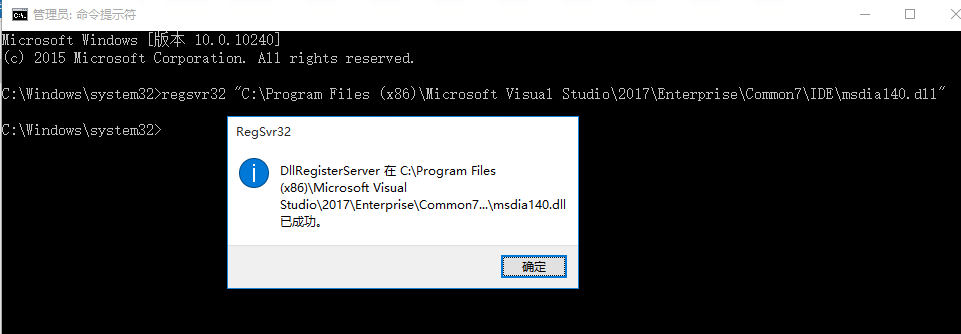 管理员: 命令提示符
Microsoft Windows [版本 10.0.10240]
(c) 2015 Microsoft Corporation. All rights reserved.
C:\Windows\system32>regsvr32 "C:\Program Files (x86)\Microsoft Visual Studio\2017\Enterprise\Common7\IDE\msdia140.dll"
C:\Windows\system32>
RegSvr32
DllRegisterServer 在 C:\Program Files
(x86)\Microsoft Visual
Studio\2017\Enterprise\Common7...\msdia140.dll
已成功。
确定